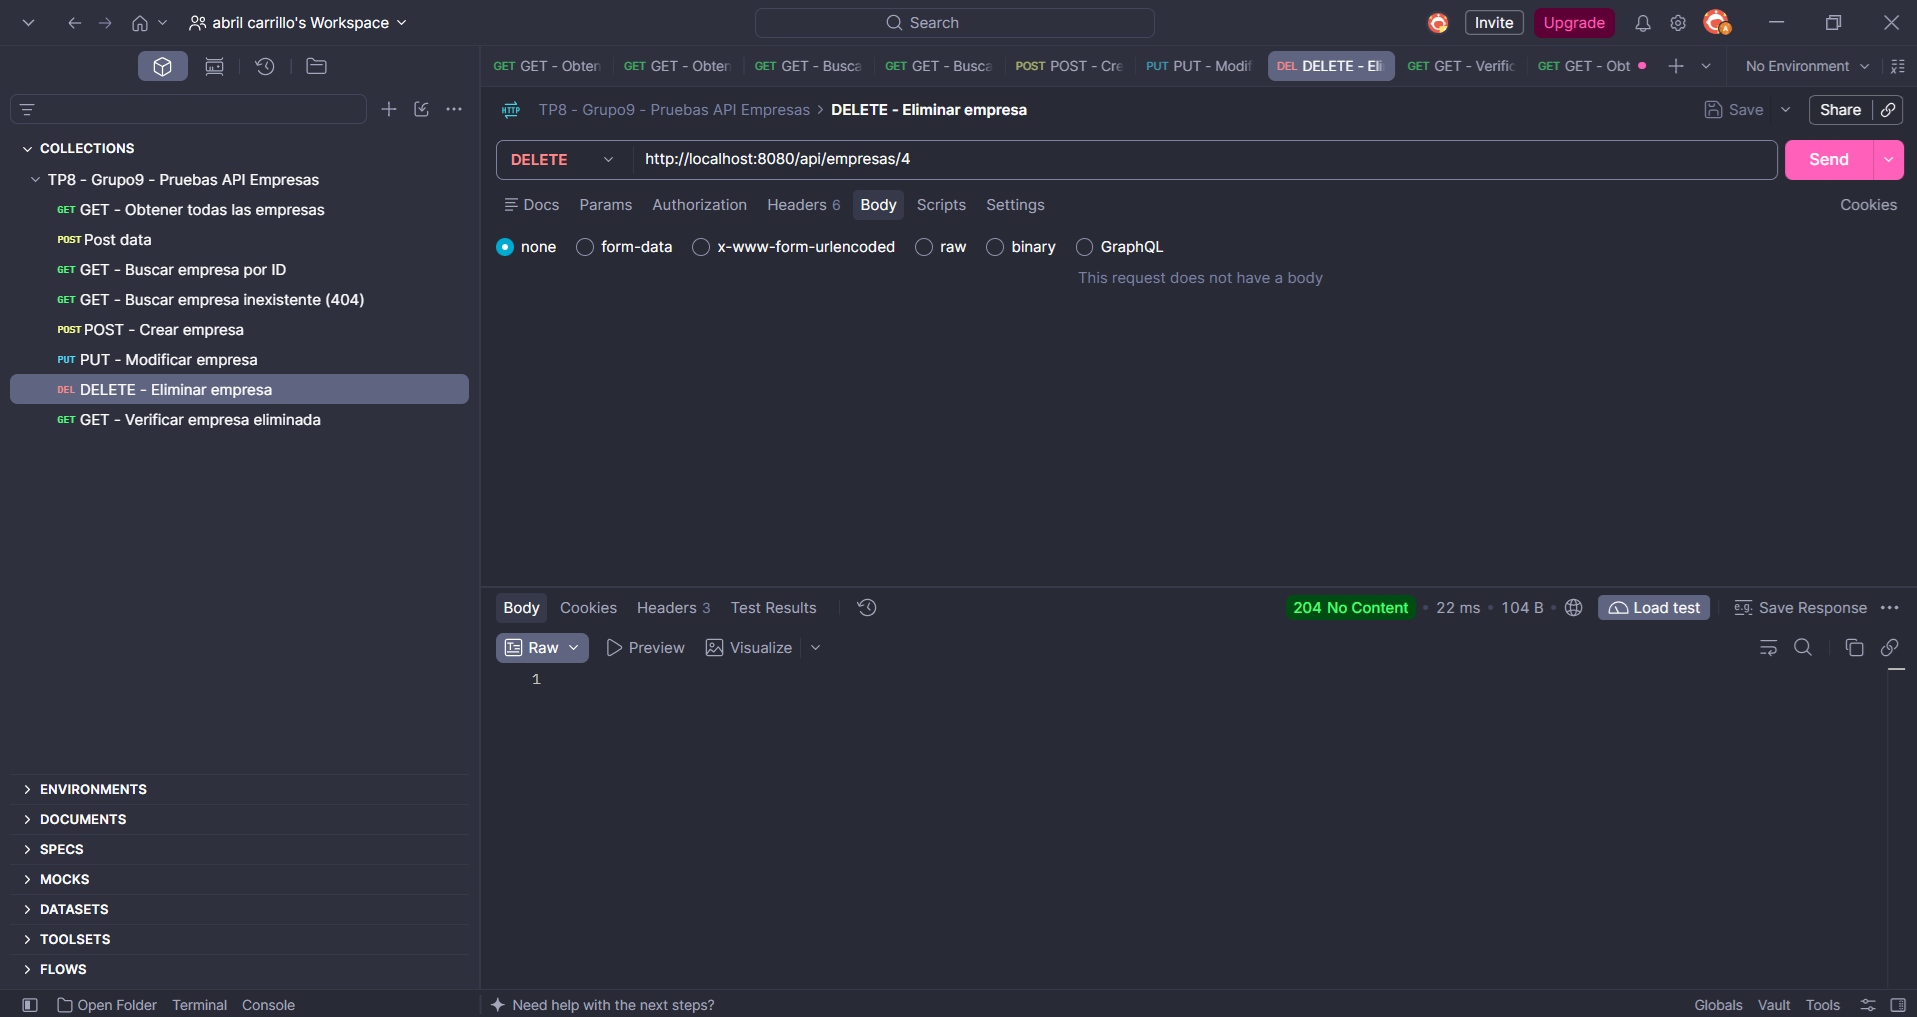 abril carrillo's Workspace
Search
Invite
Upgrade
GET GET - Obten
GET GET - Obten
GET GET - Busca
GET GET - Busca
POST POST - Cre
PUT PUT - Modif
DEL DELETE - Eli
GET GET - Verific
GET GET - Obt
No Environment
COLLECTIONS
TP8 - Grupo9 - Pruebas API Empresas
GET GET - Obtener todas las empresas
POST Post data
GET GET - Buscar empresa por ID
GET GET - Buscar empresa inexistente (404)
POST POST - Crear empresa
PUT PUT - Modificar empresa
DEL DELETE - Eliminar empresa
GET GET - Verificar empresa eliminada
ENVIRONMENTS
DOCUMENTS
SPECS
MOCKS
DATASETS
TOOLSETS
FLOWS
HTTP TP8 - Grupo9 - Pruebas API Empresas > DELETE - Eliminar empresa
Save
Share
DELETE http://localhost:8080/api/empresas/4
Send
Docs Params Authorization Headers 6 Body Scripts Settings
Cookies
none form-data x-www-form-urlencoded raw binary GraphQL
This request does not have a body
Body Cookies Headers 3 Test Results
204 No Content • 22 ms • 104 B •
Load test
e.g. Save Response
Raw Preview Visualize
1
Open Folder Terminal Console
Need help with the next steps?
Globals Vault Tools